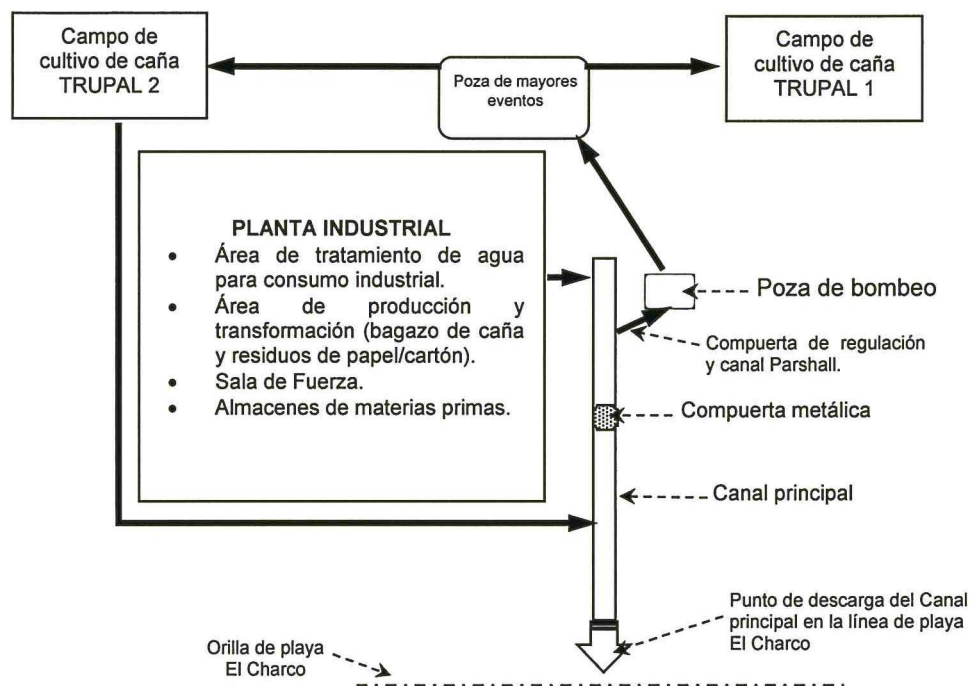 Campo de
cultivo de caña
TRUPAL 2
Poza de mayores
eventos
Campo de
cultivo de caña
TRUPAL 1
PLANTA INDUSTRIAL
• Área de tratamiento de agua
para consumo industrial.
• Área de producción y
transformación (bagazo de caña
y residuos de papel/cartón).
• Sala de Fuerza.
• Almacenes de materias primas.
Poza de bombeo
Compuerta de regulación
y canal Parshall.
Compuerta metálica
Canal principal
Punto de descarga del Canal
principal en la línea de playa
El Charco
Orilla de playa
El Charco